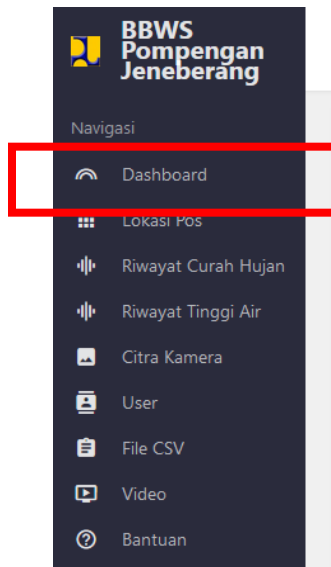 BBWS
Pompengan
Jeneberang
Navigasi
Dashboard
Lokasi Pos
Riwayat Curah Hujan
Riwayat Tinggi Air
Citra Kamera
User
File CSV
Video
Bantuan